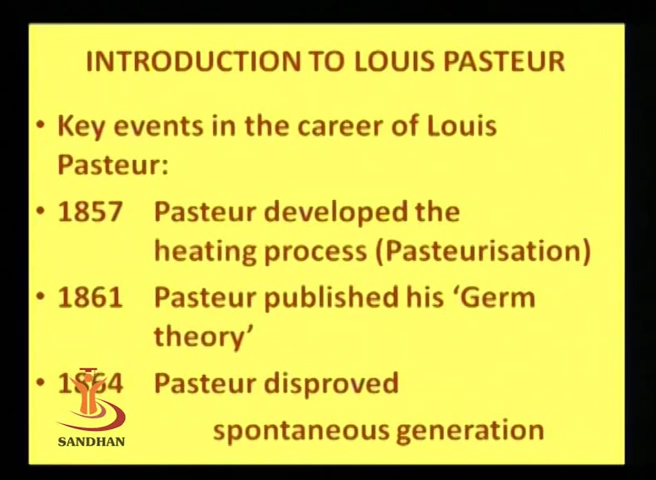 INTRODUCTION TO LOUIS PASTEUR
• Key events in the career of Louis
Pasteur:
• 1857 Pasteur developed the
heating process (Pasteurisation)
• 1861 Pasteur published his ‘Germ
theory’
• 1864 Pasteur disproved
spontaneous generation
SANDHAN